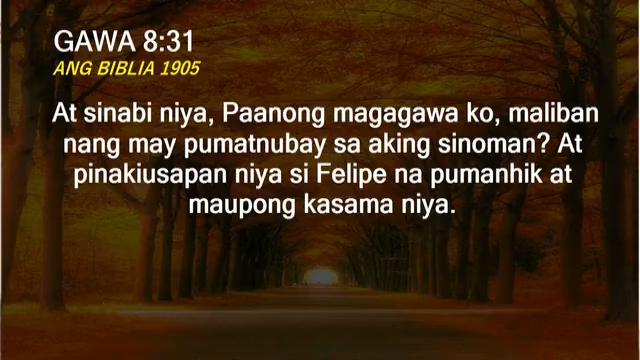 GAWA 8:31
ANG BIBLIA 1905
At sinabi niya, Paanong magagawa ko, maliban
nang may pumatnubay sa aking sinoman? At
pinakiusapan niya si Felipe na pumanhik at
maupong kasama niya.